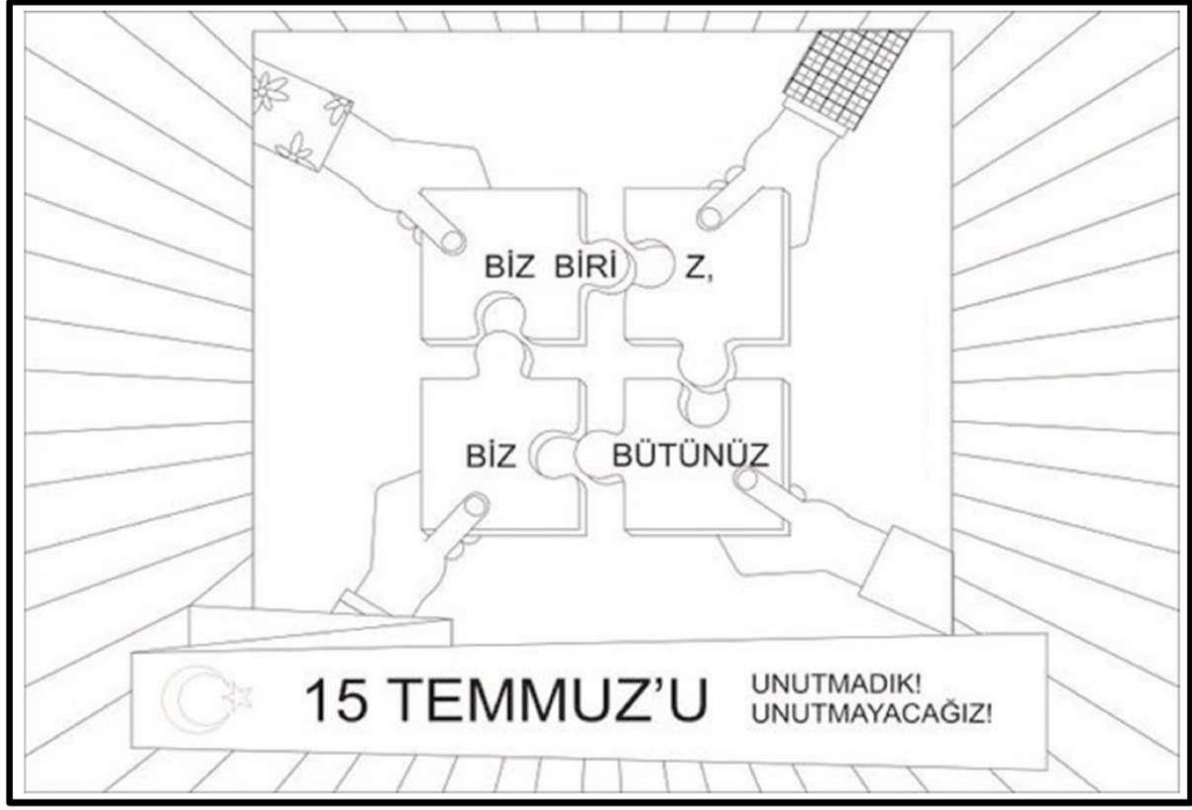 BİZ BİRİ Z,
BİZ BÜTÜNÜZ
15 TEMMUZ'U
UNUTMADIK!
UNUTMAYACAĞIZ!